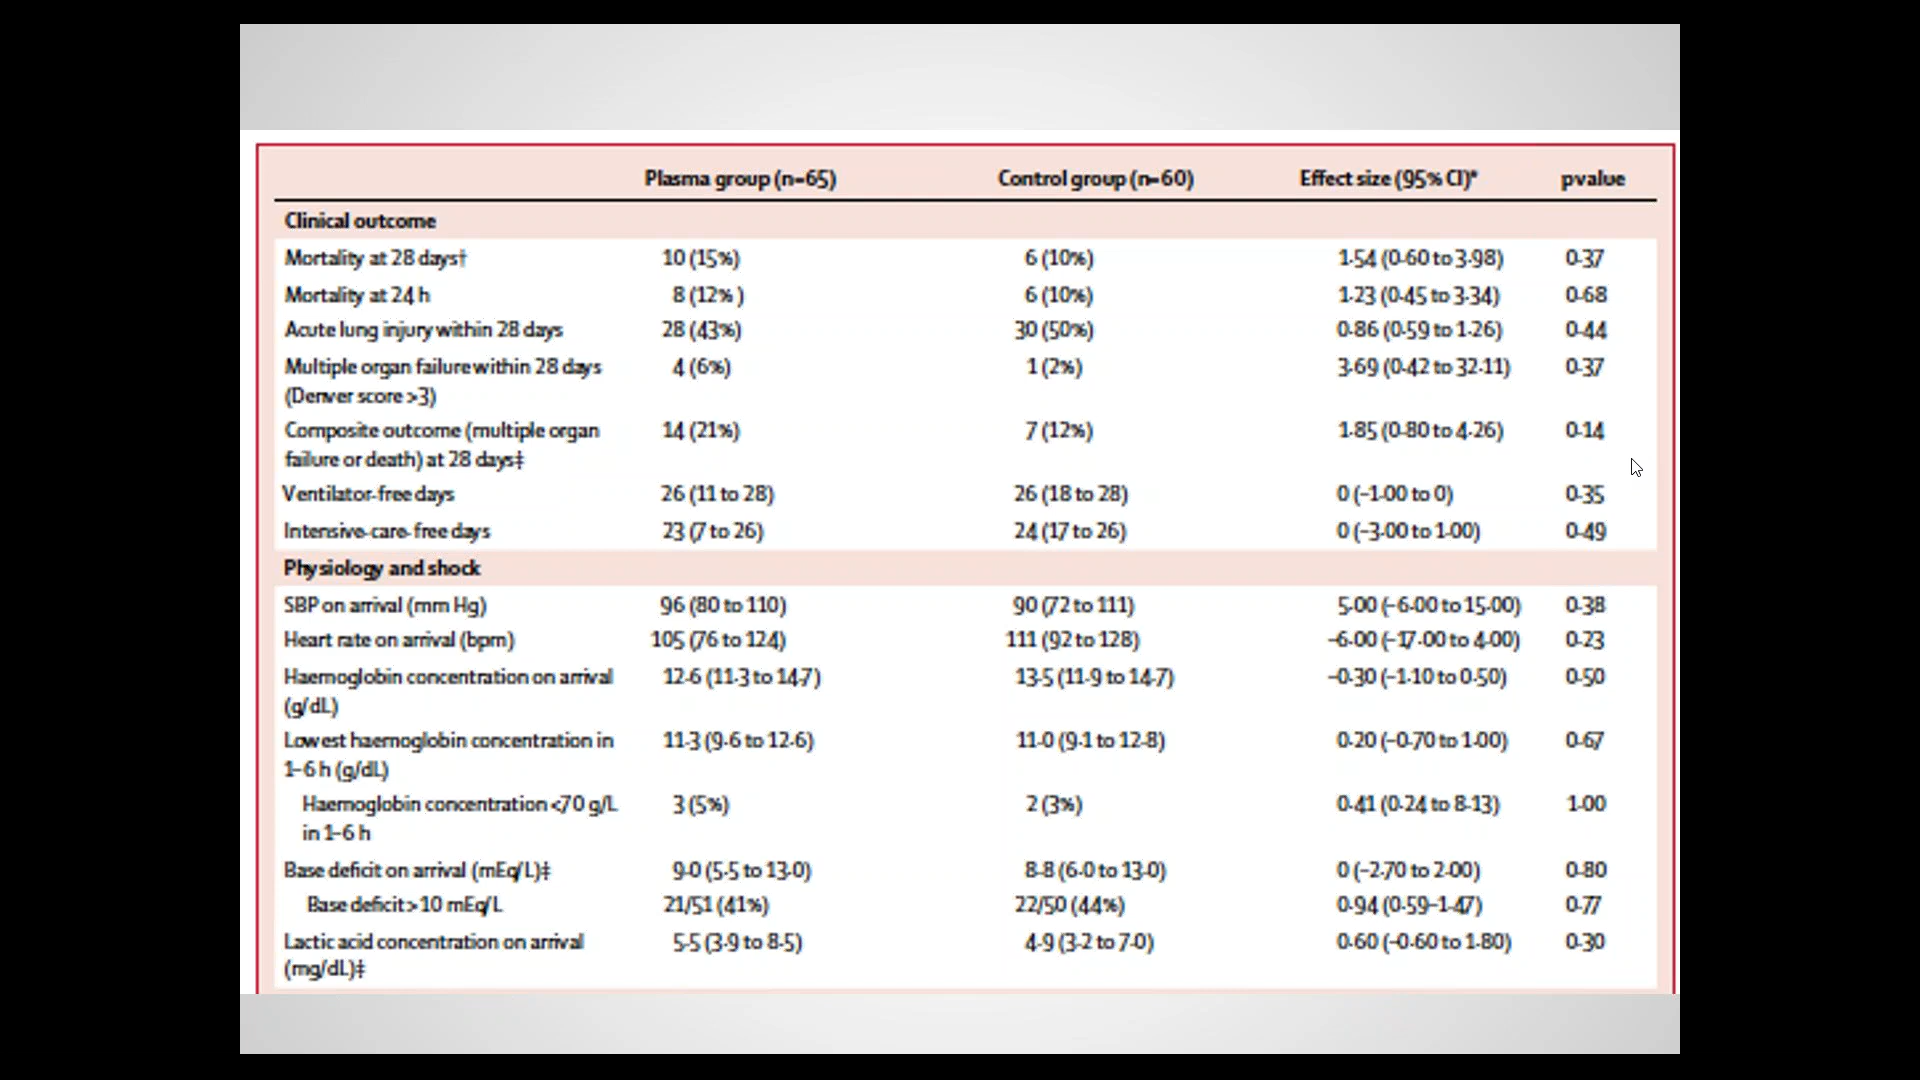 Plasma group (n=65) Control group (n=60) Effect size (95% CI)* p value
Clinical outcome
Mortality at 28 days† 10 (15%) 6 (10%) 1·54 (0·60 to 3·98) 0·37
Mortality at 24 h 8 (12% ) 6 (10%) 1·23 (0·45 to 3·34) 0·68
Acute lung injury within 28 days 28 (43%) 30 (50%) 0·86 (0·59 to 1·26) 0·44
Multiple organ failure within 28 days 4 (6%) 1 (2%) 3·69 (0·42 to 32·11) 0·37
(Denver score >3)
Composite outcome (multiple organ 14 (21%) 7 (12%) 1·85 (0·80 to 4·26) 0·14
failure or death) at 28 days‡
Ventilator-free days 26 (11 to 28) 26 (18 to 28) 0 (–1·00 to 0) 0·35
Intensive-care-free days 23 (7 to 26) 24 (17 to 26) 0 (–3·00 to 1·00) 0·49
Physiology and shock
SBP on arrival (mm Hg) 96 (80 to 110) 90 (72 to 111) 5·00 (–6·00 to 15·00) 0·38
Heart rate on arrival (bpm) 105 (76 to 124) 111 (92 to 128) –6·00 (–17·00 to 4·00) 0·23
Haemoglobin concentration on arrival 12·6 (11·3 to 14·7) 13·5 (11·9 to 14·7) –0·30 (–1·10 to 0·50) 0·50
(g/dL)
Lowest haemoglobin concentration in 11·3 (9·6 to 12·6) 11·0 (9·1 to 12·8) 0·20 (–0·70 to 1·00) 0·67
1–6 h (g/dL)
Haemoglobin concentration <70 g/L 3 (5%) 2 (3%) 0·41 (0·24 to 8·13) 1·00
in 1–6 h
Base deficit on arrival (mEq/L)‡ 9·0 (5·5 to 13·0) 8·8 (6·0 to 13·0) 0 (–2·70 to 2·00) 0·80
Base deficit >10 mEq/L 21/51 (41%) 22/50 (44%) 0·94 (0·59–1·47) 0·77
Lactic acid concentration on arrival 5·5 (3·9 to 8·5) 4·9 (3·2 to 7·0) 0·60 (–0·60 to 1·80) 0·30
(mg/dL)‡